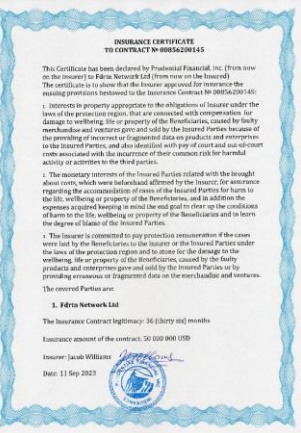 INSURANCE CERTIFICATE
TO CONTRACT № 00856200145
This Certificate has been declared by Prudential Financial, Inc. (from now
on the Insurer) to Fdrtn Network Ltd (from now on the Insured)
The certificate is to show that the Insurer approved for insurance the
ensuing provisions bestowed to the Insurance Contract № 00856200145:
1. Interests in property appropriate to the obligations of Insurer under the
laws of the protection region, that are connected with compensation for
damage to wellbeing, life or property of the Beneficiaries, caused by faulty
merchandise and ventures gave and sold by the Insured Parties because of
the providing of incorrect or fragmented data on products and enterprises
to the Insured Parties, and also identified with pay of court and out-of-court
costs associated with the incurrence of their common risk for harmful
activity or activities to the third parties.
2. The monetary interests of the Insured Parties related with the brought
about costs, which were beforehand affirmed by the Insurer, for assurance
regarding the accommodation of cases of the Insured Parties for harm to
the life, wellbeing or property of the Beneficiaries, and in addition the
expenses acquired keeping in mind the end goal to clear up the conditions
of harm to the life, wellbeing or property of the Beneficiaries and to learn
the degree of blame of the Insured Parties.
3. The Insurer is committed to pay protection remuneration if the cases
were laid by the Beneficiaries to the Insurer or the Insured Parties under
the laws of the protection region and to atone for the damage to the
wellbeing, life or property of the Beneficiaries, caused by the faulty
products and enterprises gave and sold by the Insured Parties or by
providing erroneous or fragmented data on the merchandise and ventures.
The covered Parties are:
1. Fdrtn Network Ltd
The Insurance Contract legitimacy: 36 (thirty six) months
Insurance amount of the contract: 50 000 000 USD
Insurer: Jacob Williams
Date: 11 Sep 2023